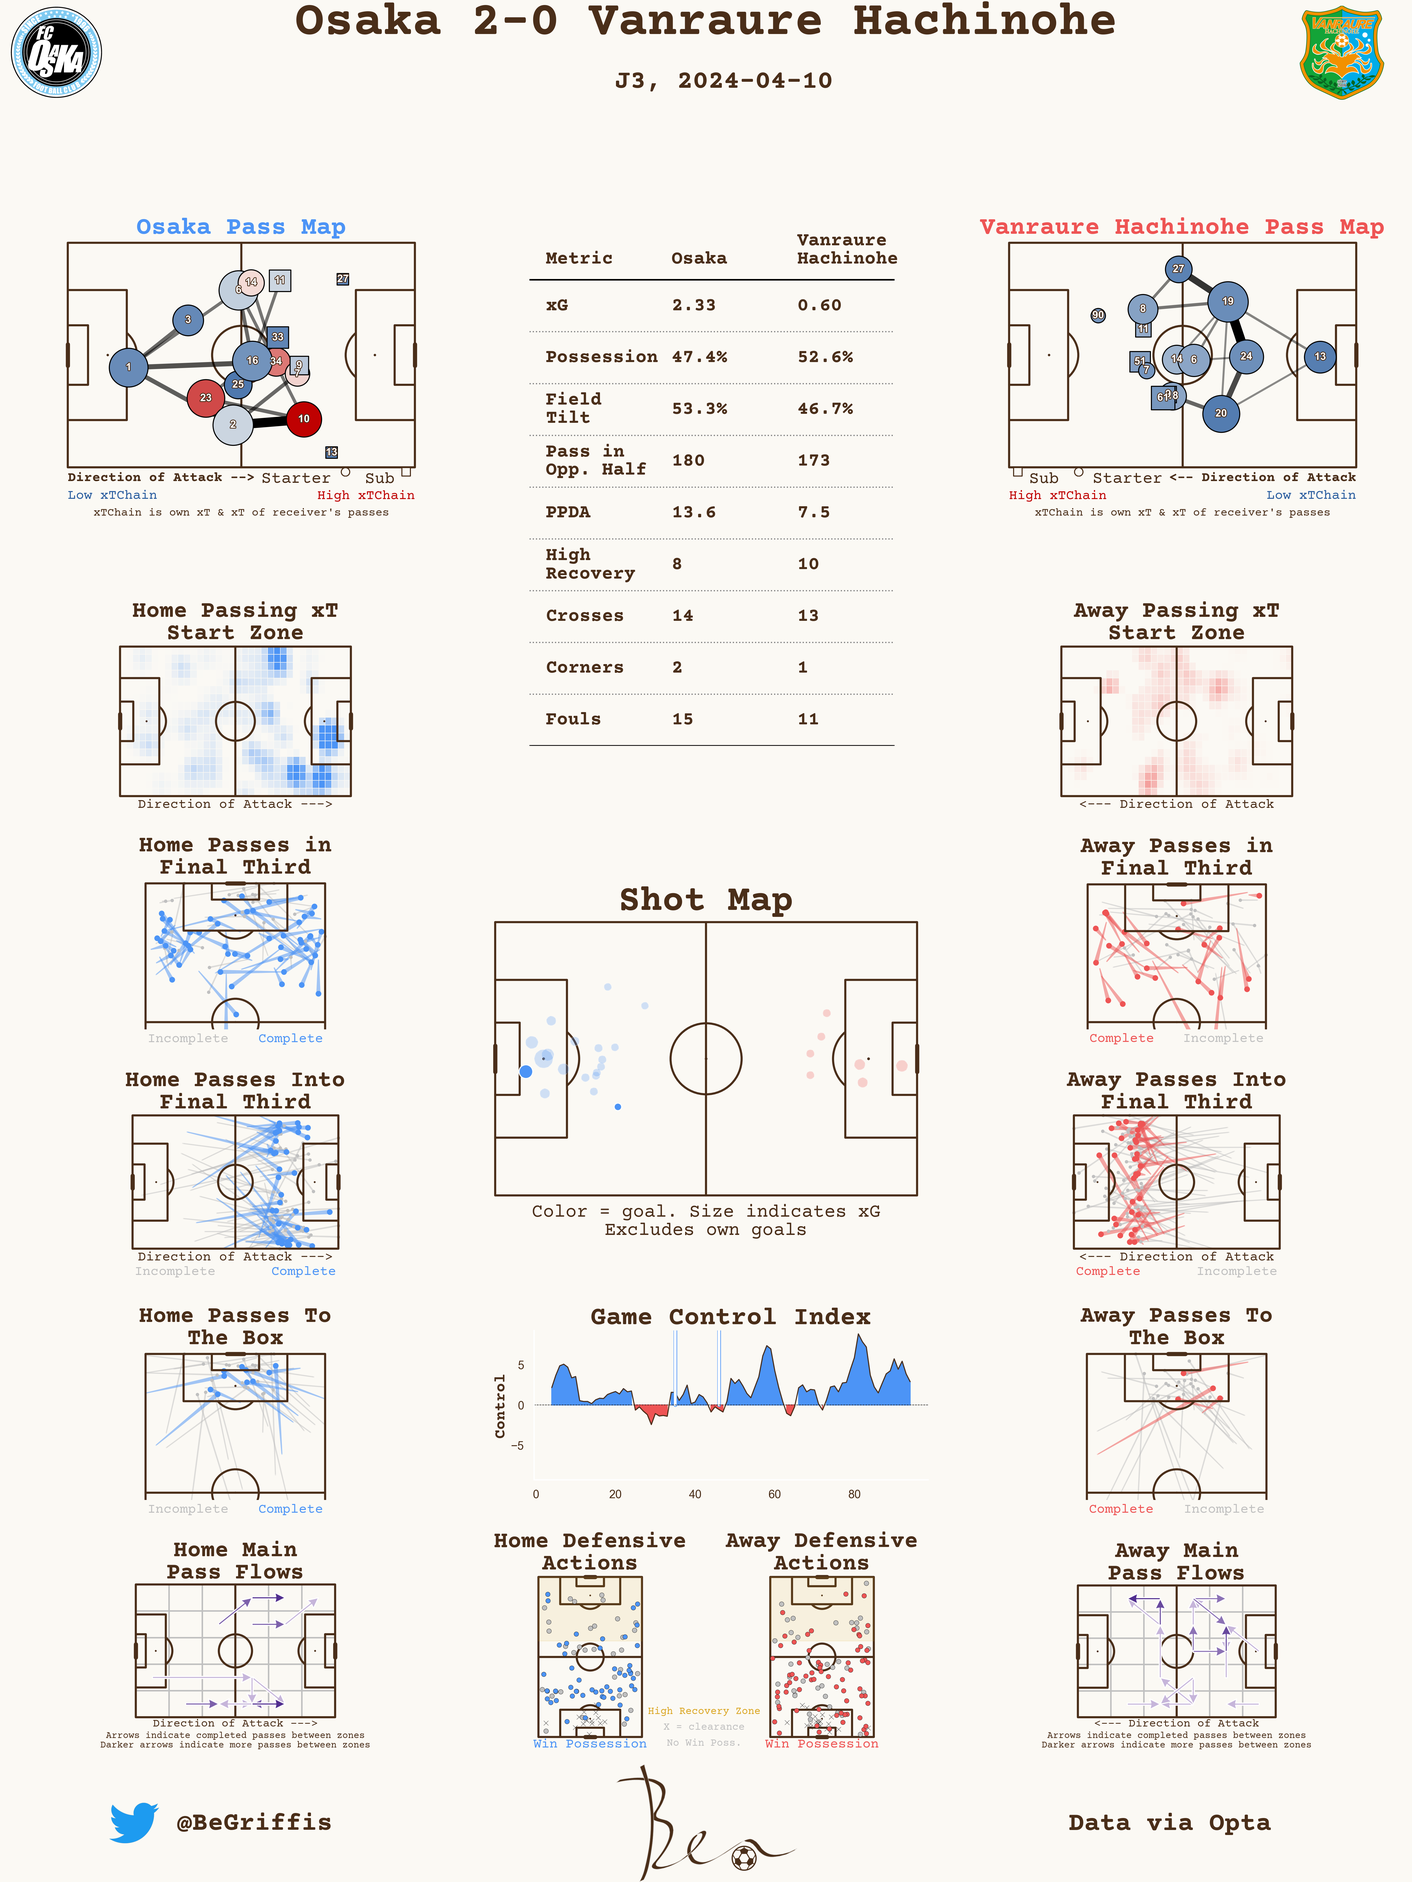 Osaka 2-0 Vanraure Hachinohe
J3, 2024-04-10
FC
OSAKA
FOOTBALL CLUB
VANRAURE
HACHINOHE
Osaka Pass Map
6
14
11
27
3
33
1
16
34
9
7
25
23
2
10
13
Direction of Attack --> Starter Sub
Low xTChain High xTChain
xTChain is own xT & xT of receiver's passes
Metric Osaka Vanraure
Hachinohe
xG 2.33 0.60
Possession 47.4% 52.6%
Field
Tilt 53.3% 46.7%
Pass in
Opp. Half 180 173
PPDA 13.6 7.5
High
Recovery 8 10
Crosses 14 13
Corners 2 1
Fouls 15 11
Vanraure Hachinohe Pass Map
27
19
8
90
11
14
6
24
13
51
7
61
8
20
Sub Starter <-- Direction of Attack
High xTChain Low xTChain
xTChain is own xT & xT of receiver's passes
Home Passing xT
Start Zone
Direction of Attack --->
Away Passing xT
Start Zone
<--- Direction of Attack
Home Passes in
Final Third
Incomplete Complete
Away Passes in
Final Third
Complete Incomplete
Shot Map
Color = goal. Size indicates xG
Excludes own goals
Home Passes Into
Final Third
Direction of Attack --->
Incomplete Complete
Away Passes Into
Final Third
<--- Direction of Attack
Complete Incomplete
Home Passes To
The Box
Incomplete Complete
Game Control Index
Control
5
0
−5
0 20 40 60 80
Away Passes To
The Box
Complete Incomplete
Home Main
Pass Flows
Direction of Attack --->
Arrows indicate completed passes between zones
Darker arrows indicate more passes between zones
Home Defensive
Actions
Win Possession
Away Defensive
Actions
Win Possession
High Recovery Zone
X = clearance
No Win Poss.
Away Main
Pass Flows
<--- Direction of Attack
Arrows indicate completed passes between zones
Darker arrows indicate more passes between zones
@BeGriffis
Ben
Data via Opta